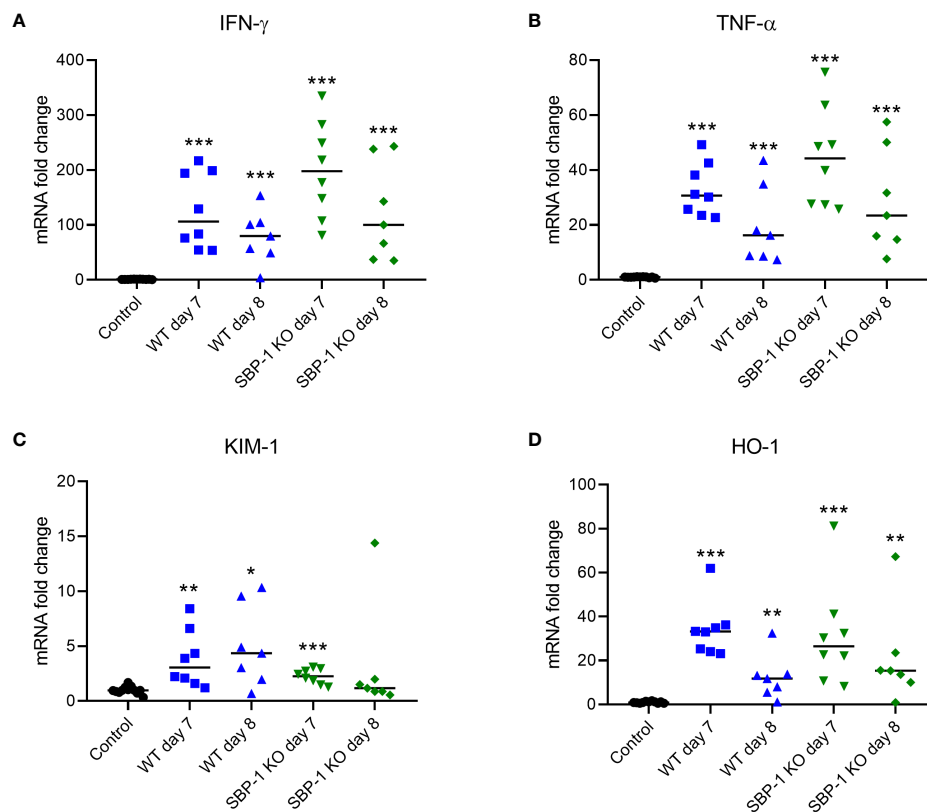 A
IFN-γ
mRNA fold change
400
300
200
100
0
***
***
***
***
Control
WT day 7
WT day 8
SBP-1 KO day 7
SBP-1 KO day 8
B
TNF-α
mRNA fold change
80
60
40
20
0
***
***
***
***
Control
WT day 7
WT day 8
SBP-1 KO day 7
SBP-1 KO day 8
C
KIM-1
mRNA fold change
20
15
10
5
0
**
*
***
Control
WT day 7
WT day 8
SBP-1 KO day 7
SBP-1 KO day 8
D
HO-1
mRNA fold change
100
80
60
40
20
0
***
**
***
**
Control
WT day 7
WT day 8
SBP-1 KO day 7
SBP-1 KO day 8